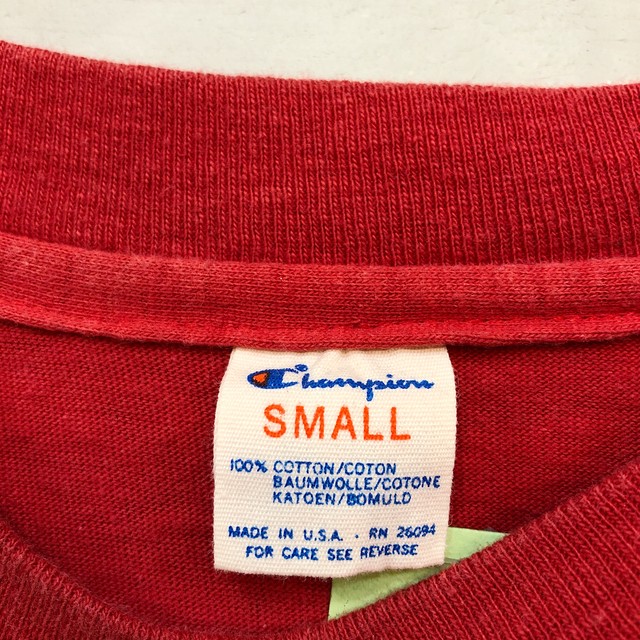 Champion
SMALL
100% COTTON/COTON
BAUMWOLLE/COTONE
KATOEN/BOMULD
MADE IN U.S.A. · RN 26094
FOR CARE SEE REVERSE